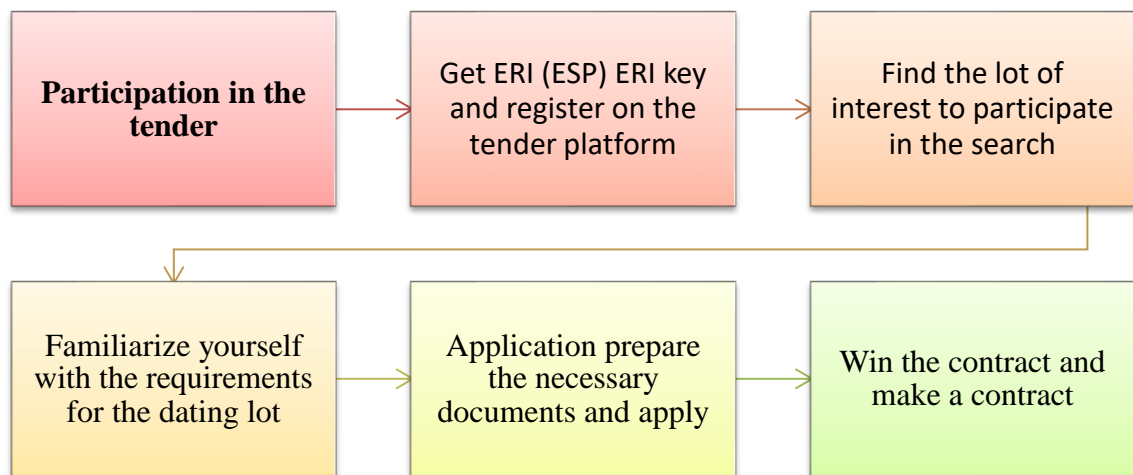 Participation in the
tender
Get ERI (ESP) ERI key
and register on the
tender platform
Find the lot of
interest to participate
in the search
Familiarize yourself
with the requirements
for the dating lot
Application prepare
the necessary
documents and apply
Win the contract and
make a contract